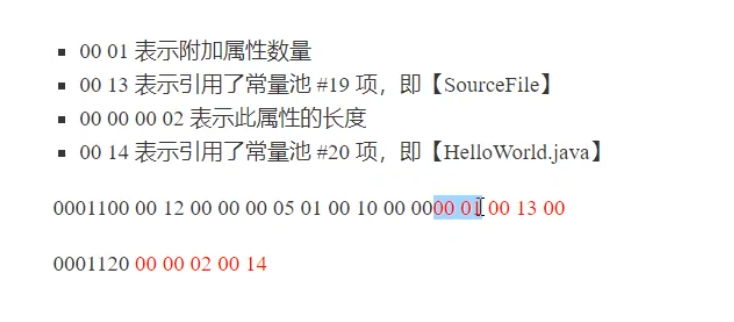 ▪ 00 01 表示附加属性数量
▪ 00 13 表示引用了常量池 #19 项，即【SourceFile】
▪ 00 00 00 02 表示此属性的长度
▪ 00 14 表示引用了常量池 #20 项，即【HelloWorld.java】
0001100 00 12 00 00 00 05 01 00 10 00 00 00 01 00 13 00
0001120 00 00 02 00 14